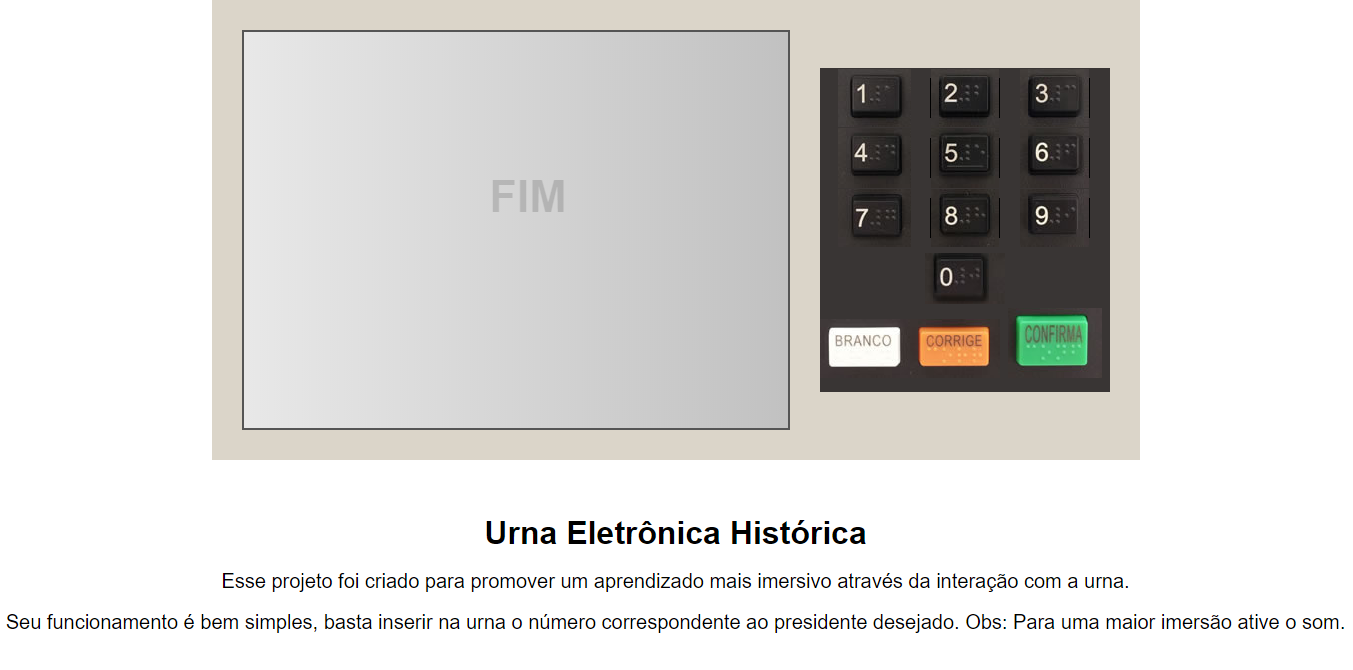 FIM
1 2 3
4 5 6
7 8 9
0
BRANCO CORRIGE CONFIRMA
Urna Eletrônica Histórica
Esse projeto foi criado para promover um aprendizado mais imersivo através da interação com a urna.
Seu funcionamento é bem simples, basta inserir na urna o número correspondente ao presidente desejado. Obs: Para uma maior imersão ative o som.